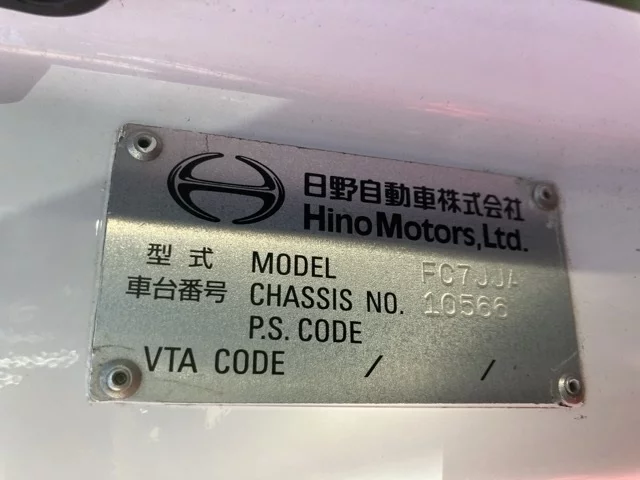 日野自動車株式会社
Hino Motors, Ltd.
型式 MODEL FC7JJA
車台番号 CHASSIS NO. 10566
P.S. CODE
VTA CODE / /